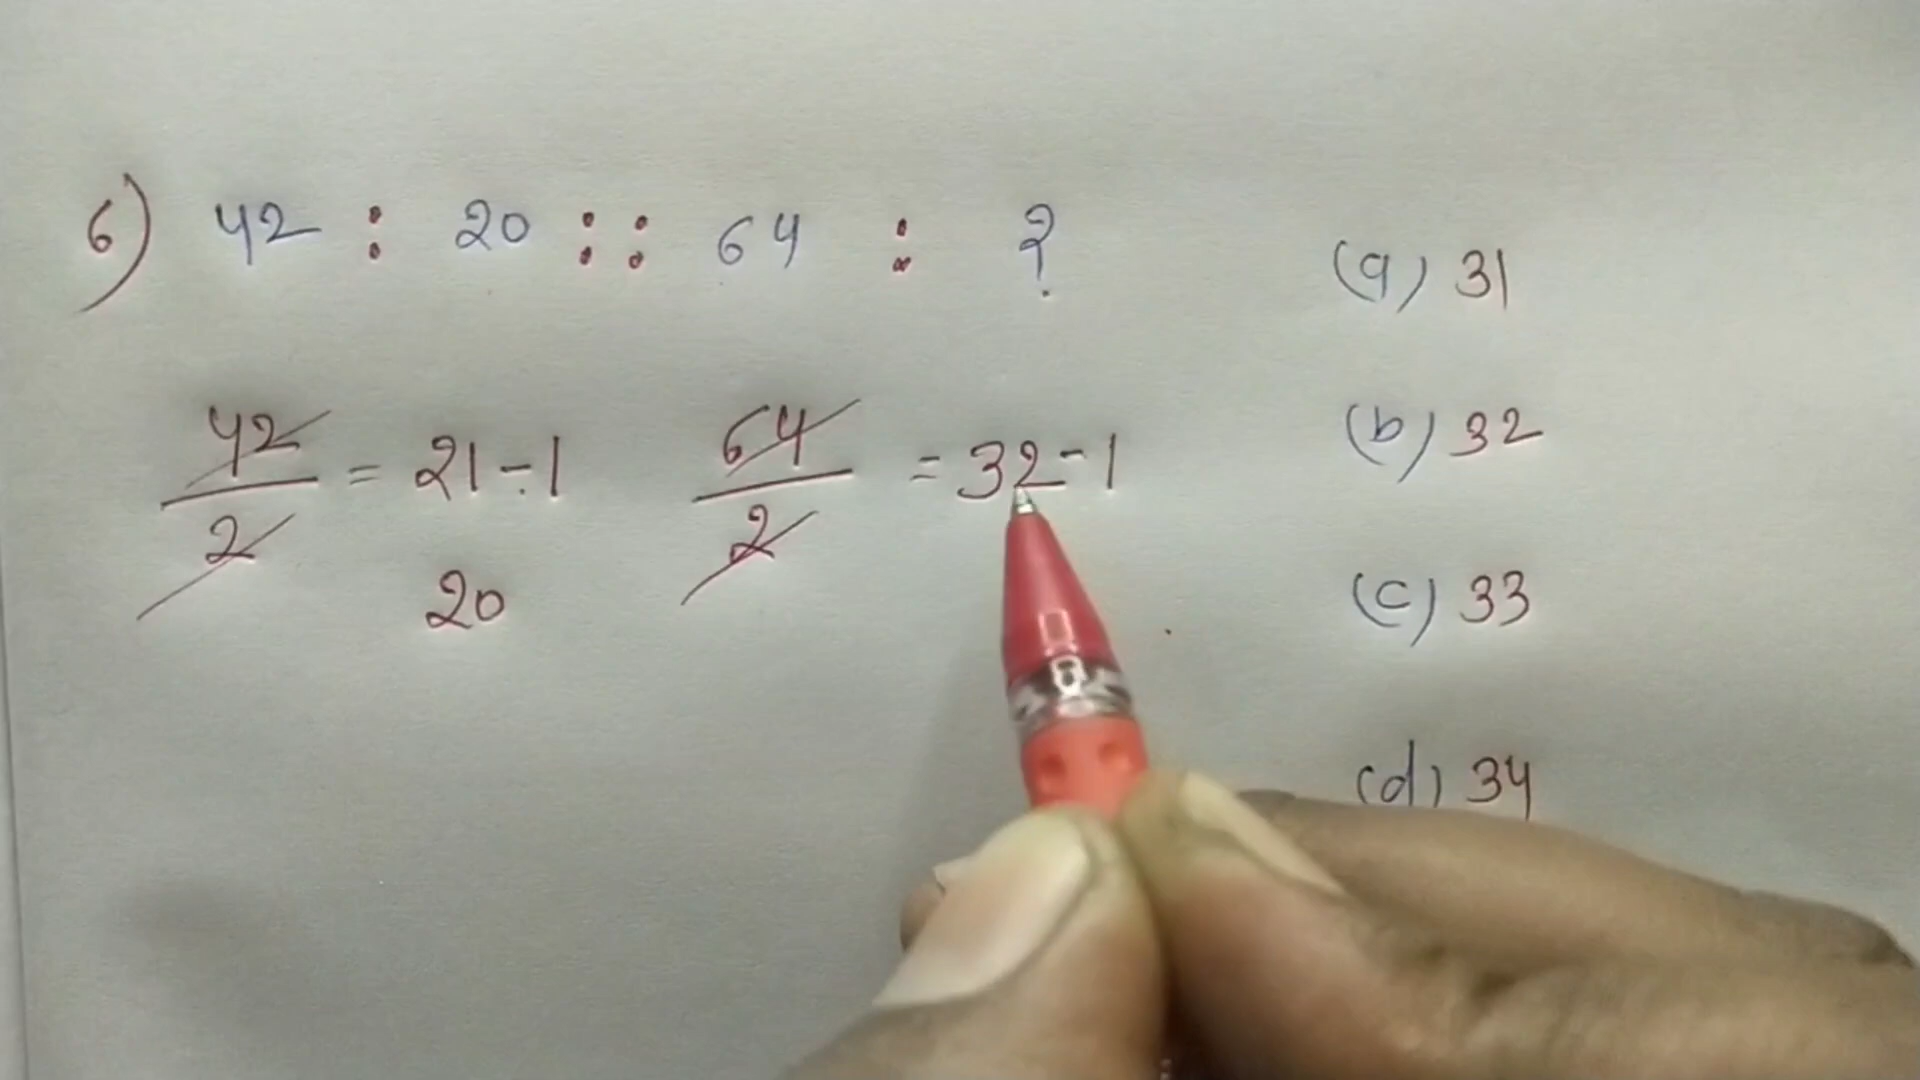 6) 42 : 20 :: 64 : ?
(a) 31
(b) 32
(c) 33
(d) 34
42/2 = 21-1
20
64/2 = 32-1